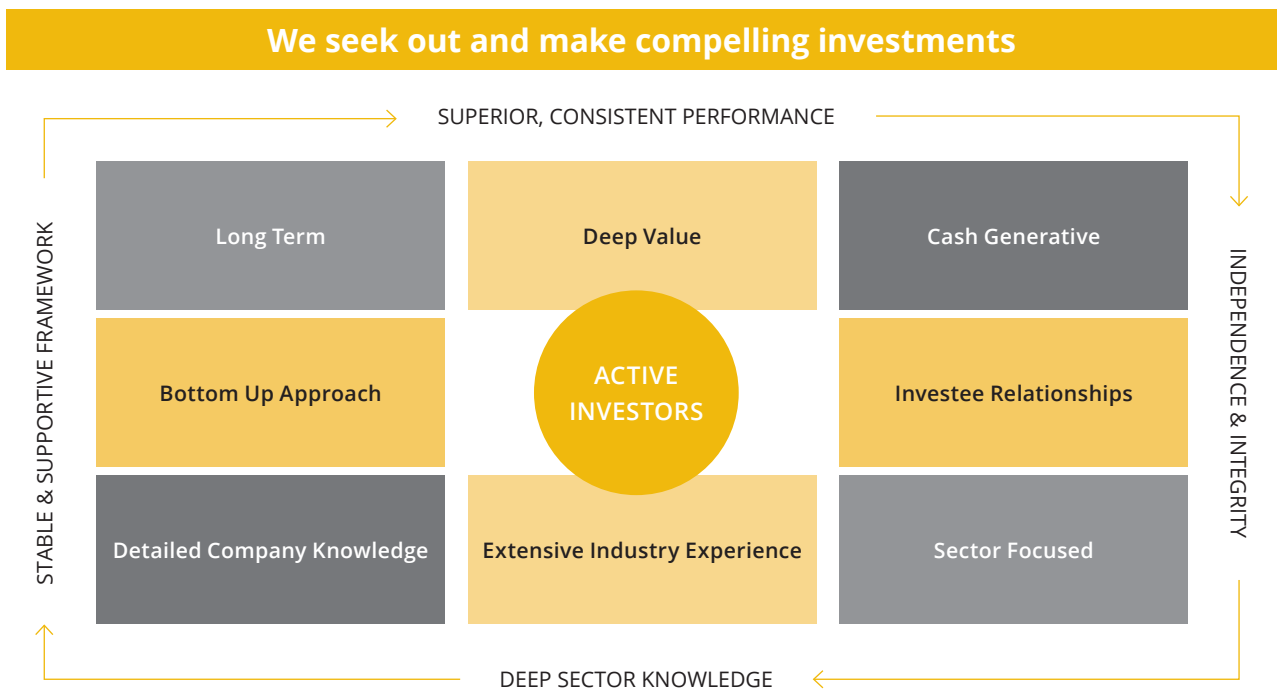 We seek out and make compelling investments
SUPERIOR, CONSISTENT PERFORMANCE
STABLE & SUPPORTIVE FRAMEWORK
Long Term
Deep Value
Cash Generative
INDEPENDENCE & INTEGRITY
Bottom Up Approach
ACTIVE
INVESTORS
Investee Relationships
Detailed Company Knowledge
Extensive Industry Experience
Sector Focused
DEEP SECTOR KNOWLEDGE